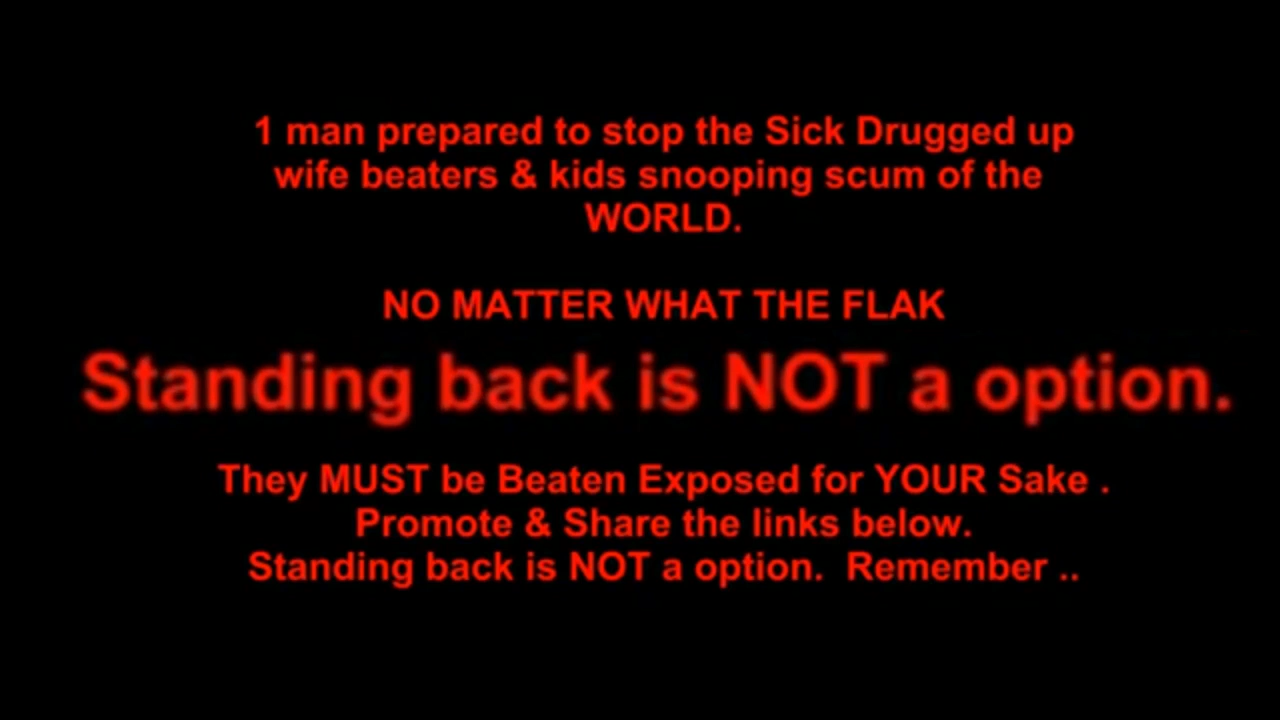 1 man prepared to stop the Sick Drugged up
wife beaters & kids snooping scum of the
WORLD.
NO MATTER WHAT THE FLAK
Standing back is NOT a option.
They MUST be Beaten Exposed for YOUR Sake .
Promote & Share the links below.
Standing back is NOT a option.  Remember ..